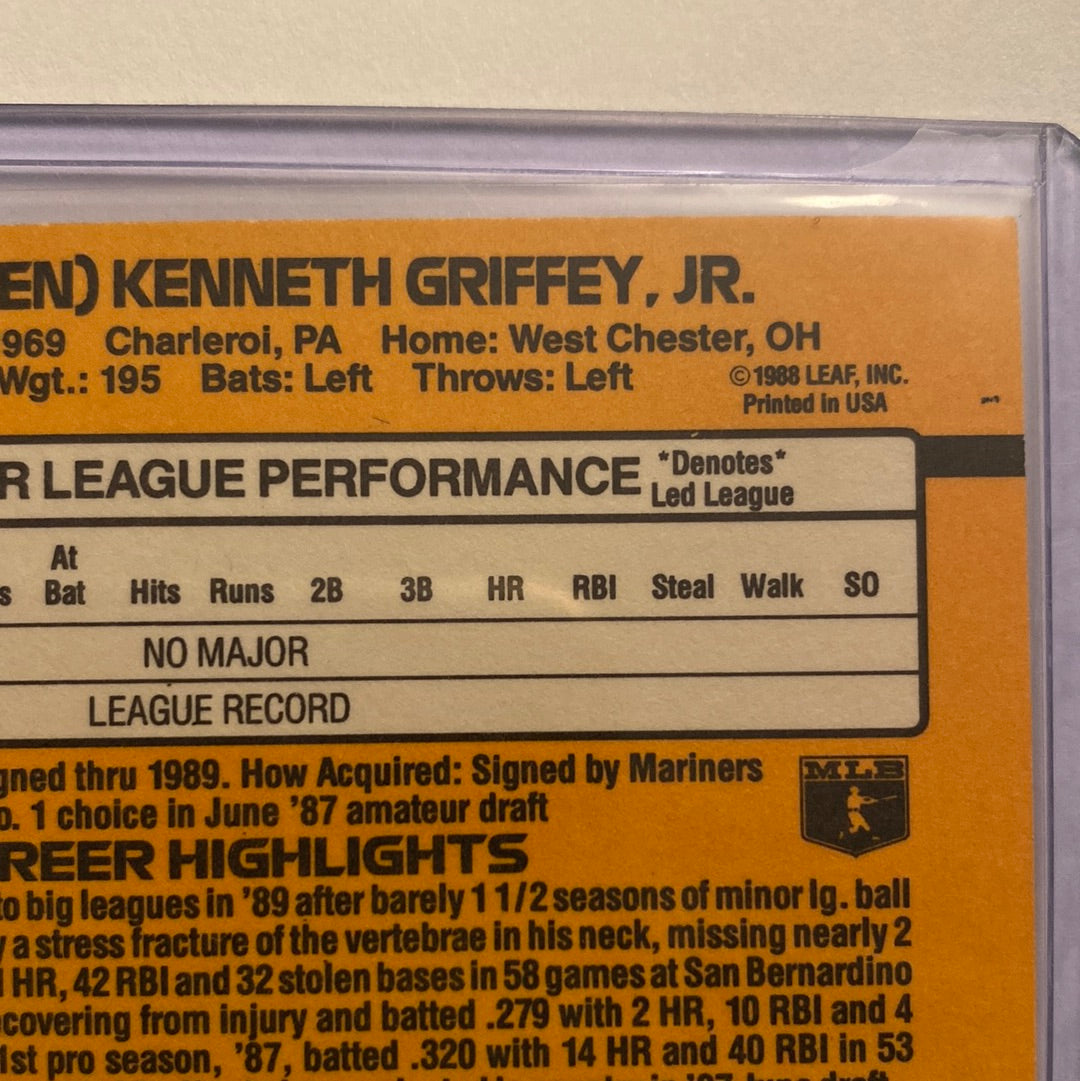 EN) KENNETH GRIFFEY, JR.
969 Charleroi, PA Home: West Chester, OH
Wgt.: 195 Bats: Left Throws: Left
©1988 LEAF, INC.
Printed in USA
R LEAGUE PERFORMANCE
*Denotes*
Led League
At
s Bat Hits Runs 2B 3B HR RBI Steal Walk SO
NO MAJOR
LEAGUE RECORD
gned thru 1989. How Acquired: Signed by Mariners
o. 1 choice in June '87 amateur draft
MLB
REER HIGHLIGHTS
to big leagues in '89 after barely 1 1/2 seasons of minor lg. ball
y a stress fracture of the vertebrae in his neck, missing nearly 2
HR, 42 RBI and 32 stolen bases in 58 games at San Bernardino
covering from injury and batted .279 with 2 HR, 10 RBI and 4
1st pro season, '87, batted .320 with 14 HR and 40 RBI in 53